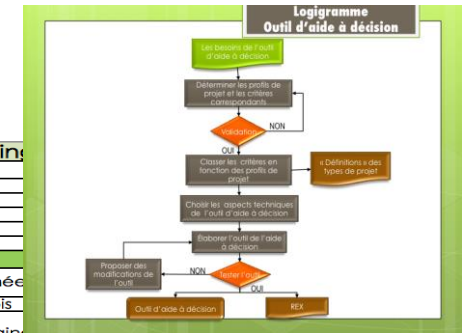 Logigramme
Outil d'aide à décision
Les besoins de l'outil
d'aide à décision
Déterminer les profils de
projet et les critères
correspondants
Validation
NON
OUI
Classer les critères en
fonction des profils de
projet
« Définitions » des
types de projet
Choisir les aspects techniques
de l'outil d'aide à décision
Élaborer l'outil de l'aide
à décision
Proposer des
modifications de
l'outil
NON
Tester l'outil
OUI
Outil d'aide à décision
REX